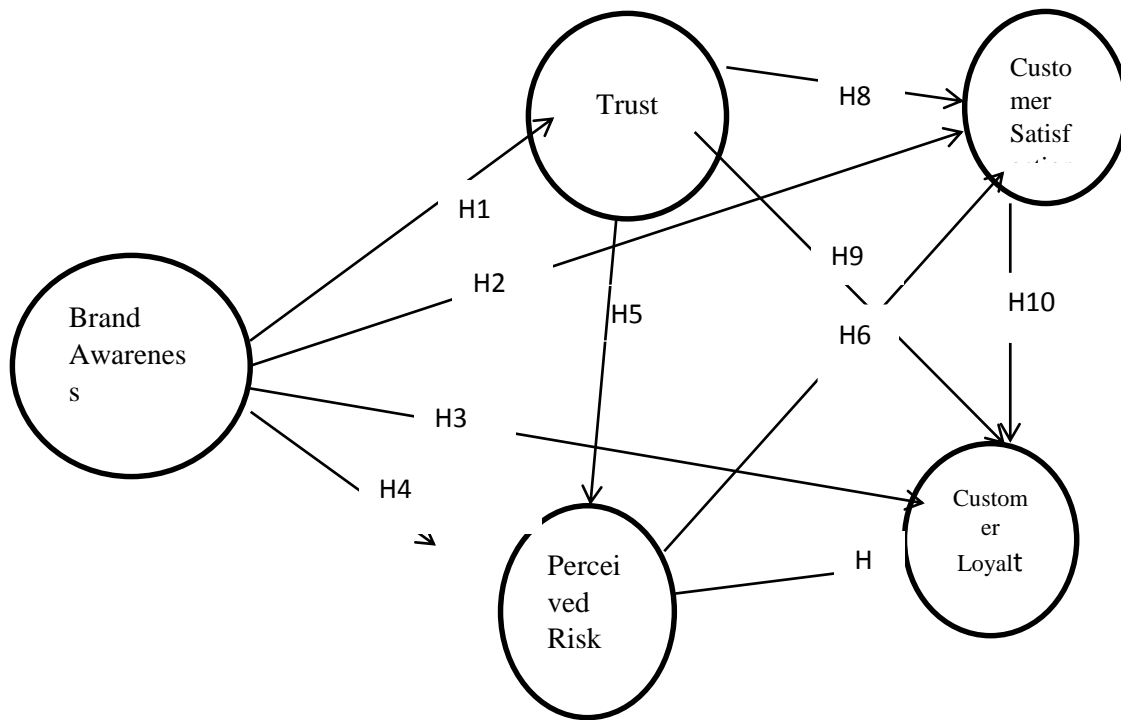 Trust
Custo
mer
Satisf
H8
H1
H9
H2
H10
H5
Brand
Awarenes
s
H6
H3
H4
Custom
er
Loyalt
H
Percei
ved
Risk